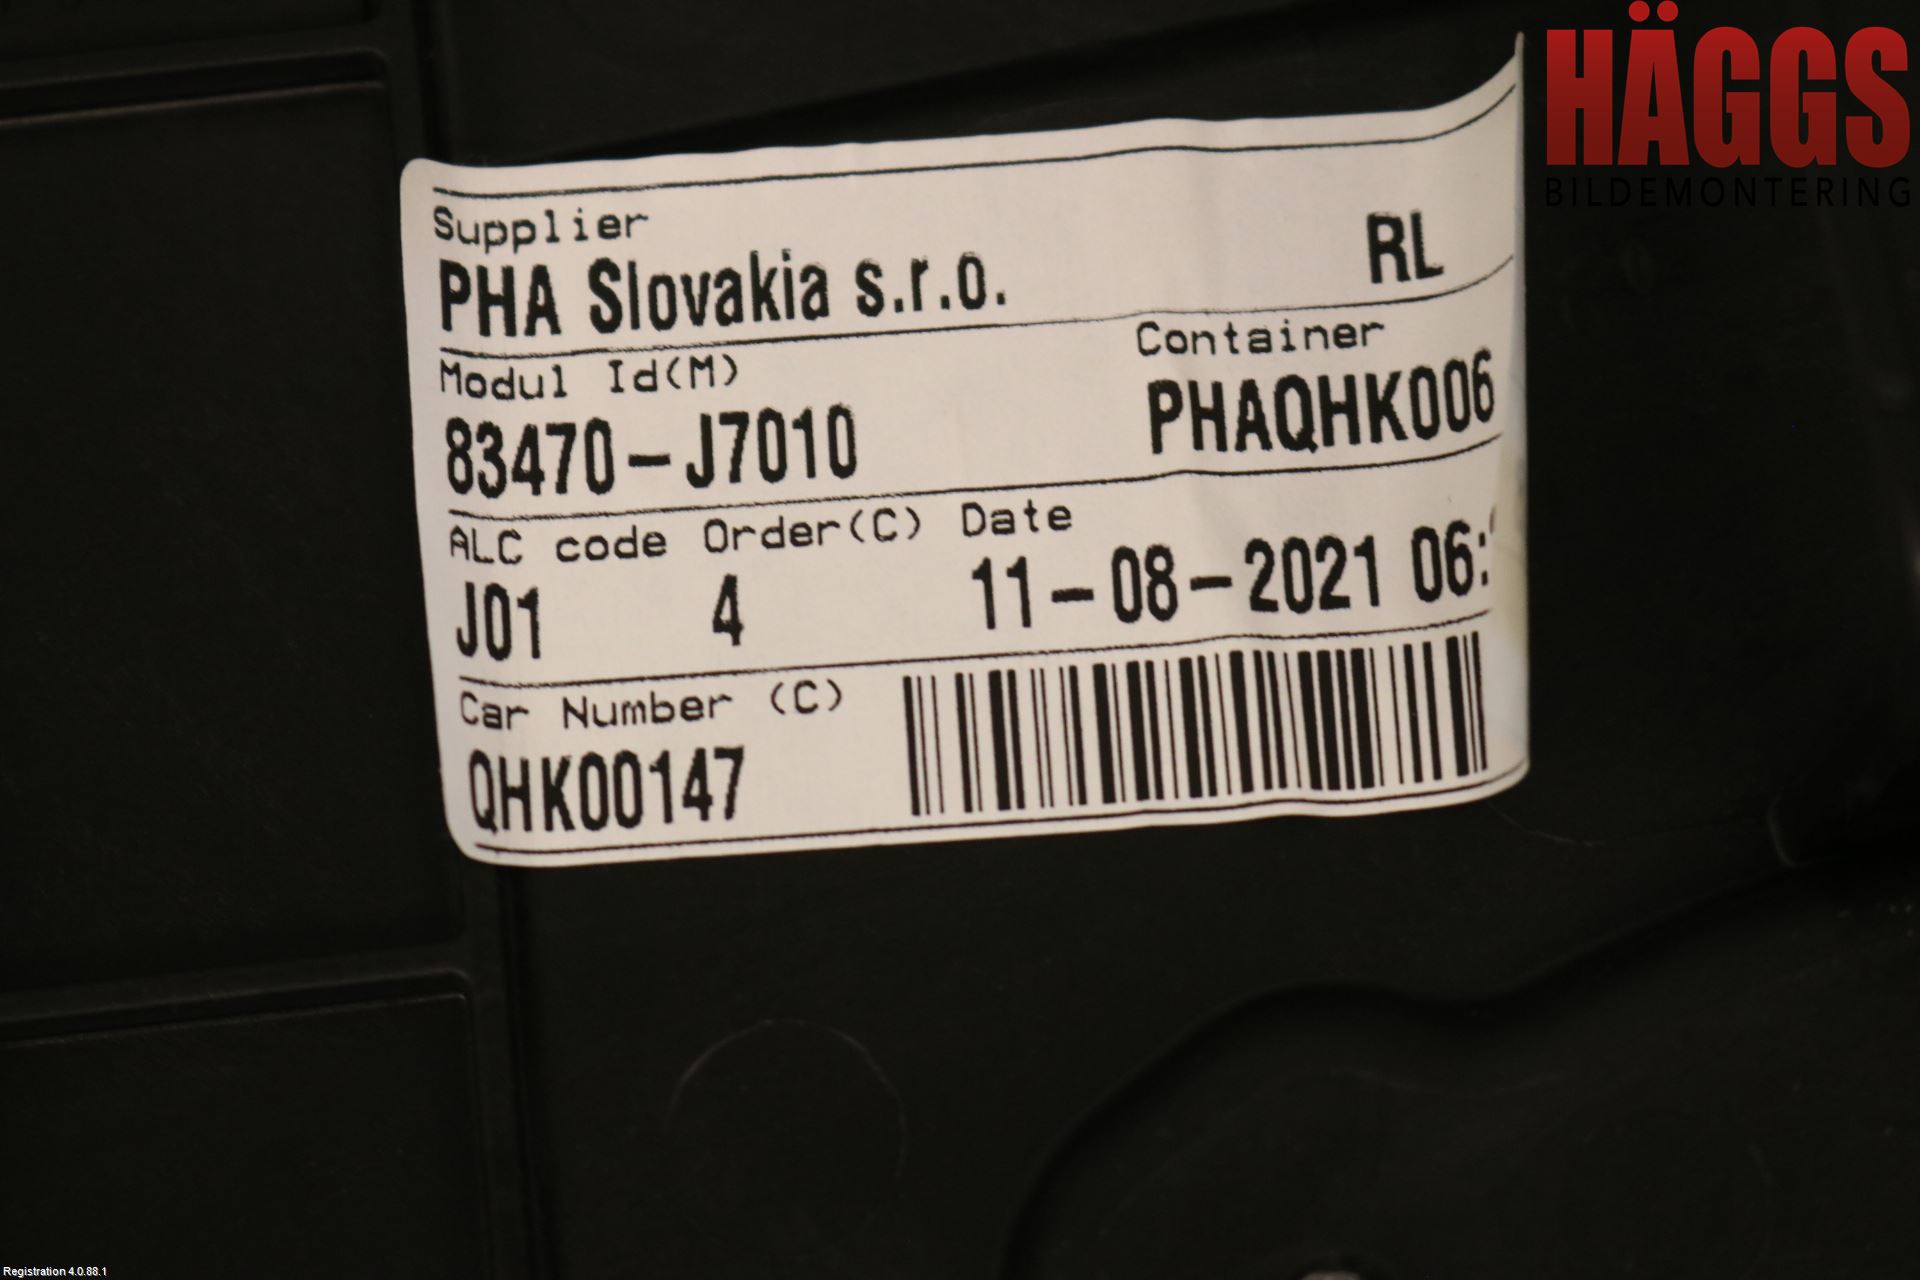 HÄGGS
BILDEMONTERING
Supplier
PHA Slovakia s.r.o. RL
Modul Id(M) Container
83470-J7010 PHAQHK006
ALC code Order(C) Date
J01 4 11-08-2021 06:
Car Number (C)
QHK00147
Registration 4.0.88.1